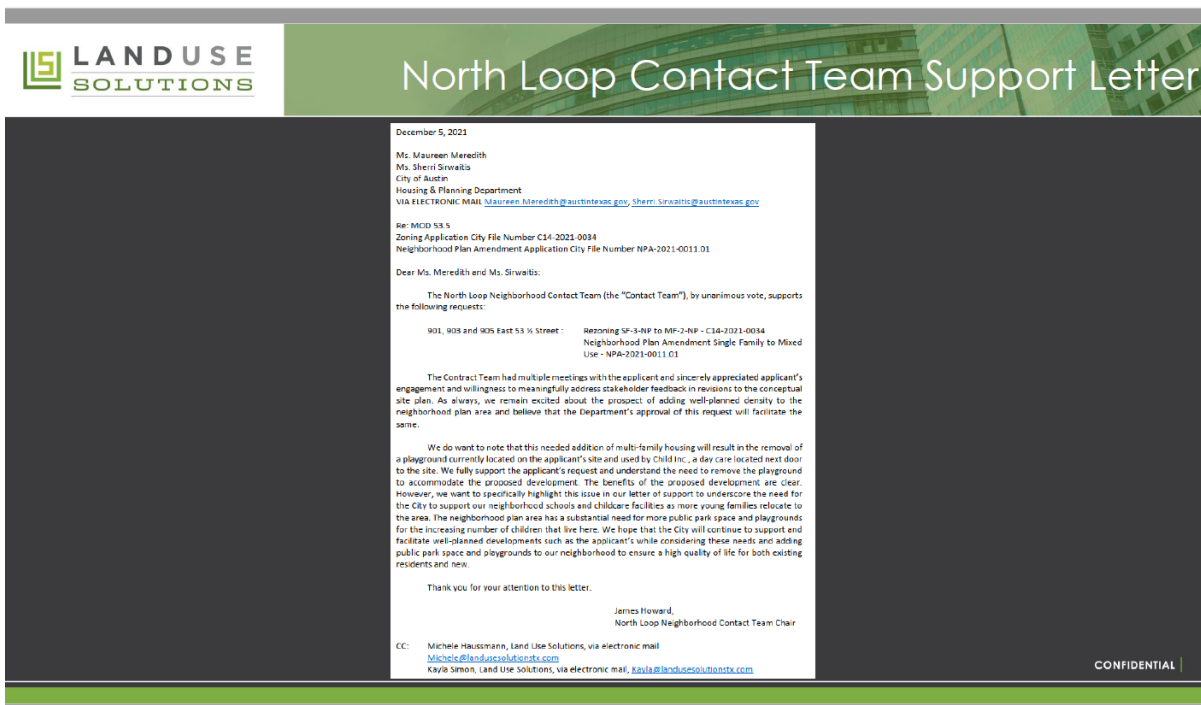 LANDUSE
SOLUTIONS
North Loop Contact Team Support Letter
December 5, 2021
Ms. Maureen Meredith
Ms. Sherri Sirwaitis
City of Austin
Housing & Planning Department
VIA ELECTRONIC MAIL Maureen.Meredith@austintexas.gov, Sherri.Sirwaitis@austintexas.gov
Re: MOD 53.5
Zoning Application City File Number C14-2021-0034
Neighborhood Plan Amendment Application City File Number NPA-2021-0011.01
Dear Ms. Meredith and Ms. Sirwaitis:
The North Loop Neighborhood Contact Team (the “Contact Team”), by unanimous vote, supports
the following requests:
901, 903 and 905 East 53 ½ Street : Rezoning SF-3-NP to MF-2-NP - C14-2021-0034
Neighborhood Plan Amendment Single Family to Mixed
Use - NPA-2021-0011.01
The Contract Team had multiple meetings with the applicant and sincerely appreciated applicant’s
engagement and willingness to meaningfully address stakeholder feedback in revisions to the conceptual
site plan. As always, we remain excited about the prospect of adding well-planned density to the
neighborhood plan area and believe that the Department’s approval of this request will facilitate the
same.
We do want to note that this needed addition of multi-family housing will result in the removal of
a playground currently located on the applicant’s site and used by Child Inc., a day care located next door
to the site. We fully support the applicant’s request and understand the need to remove the playground
to accommodate the proposed development. The benefits of the proposed development are clear.
However, we want to specifically highlight this issue in our letter of support to underscore the need for
the City to support our neighborhood schools and childcare facilities as more young families relocate to
the area. The neighborhood plan area has a substantial need for more public park space and playgrounds
for the increasing number of children that live here. We hope that the City will continue to support and
facilitate well-planned developments such as the applicant’s while considering these needs and adding
public park space and playgrounds to our neighborhood to ensure a high quality of life for both existing
residents and new.
Thank you for your attention to this letter.
James Howard,
North Loop Neighborhood Contact Team Chair
CC: Michele Haussmann, Land Use Solutions, via electronic mail
Michele@landusesolutionstx.com
Kayla Simon, Land Use Solutions, via electronic mail, Kayla@landusesolutionstx.com
CONFIDENTIAL